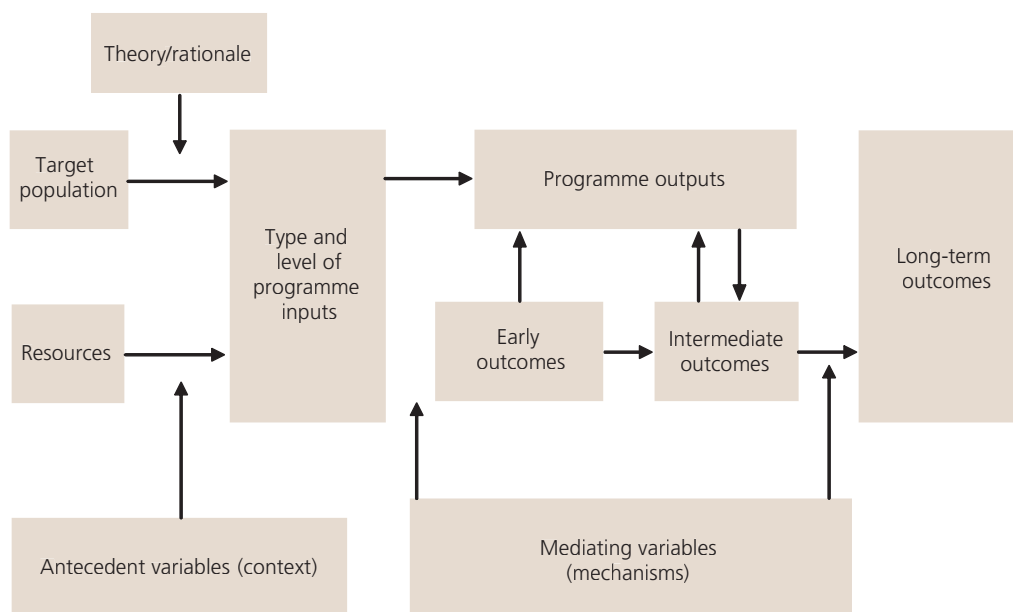 Theory/rationale
Target
population
Type and
level of
programme
inputs
Programme outputs
Long-term
outcomes
Resources
Early
outcomes
Intermediate
outcomes
Antecedent variables (context)
Mediating variables
(mechanisms)